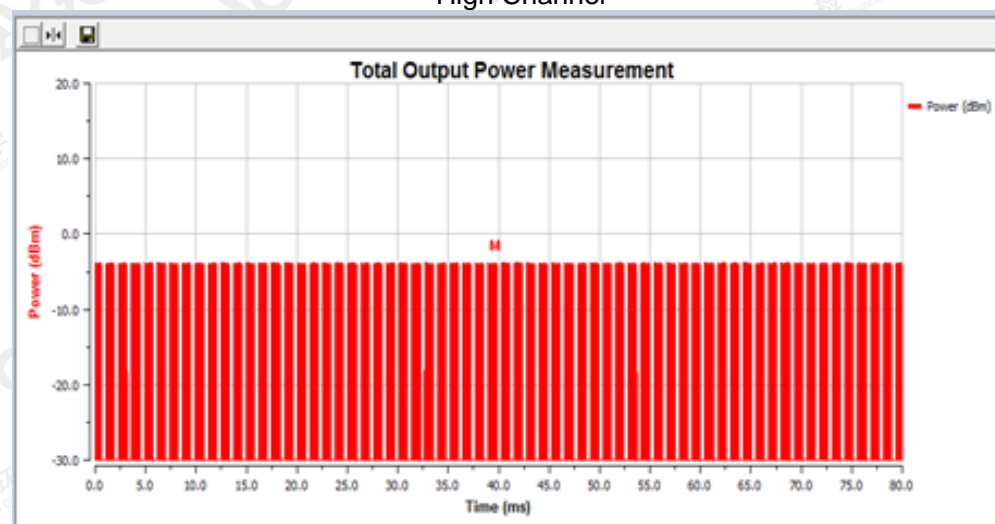 High Channel
Total Output Power Measurement
Power (dBm)
20.0
10.0
0.0
-10.0
-20.0
-30.0
M
Power (dBm)
0.0 5.0 10.0 15.0 20.0 25.0 30.0 35.0 40.0 45.0 50.0 55.0 60.0 65.0 70.0 75.0 80.0
Time (ms)